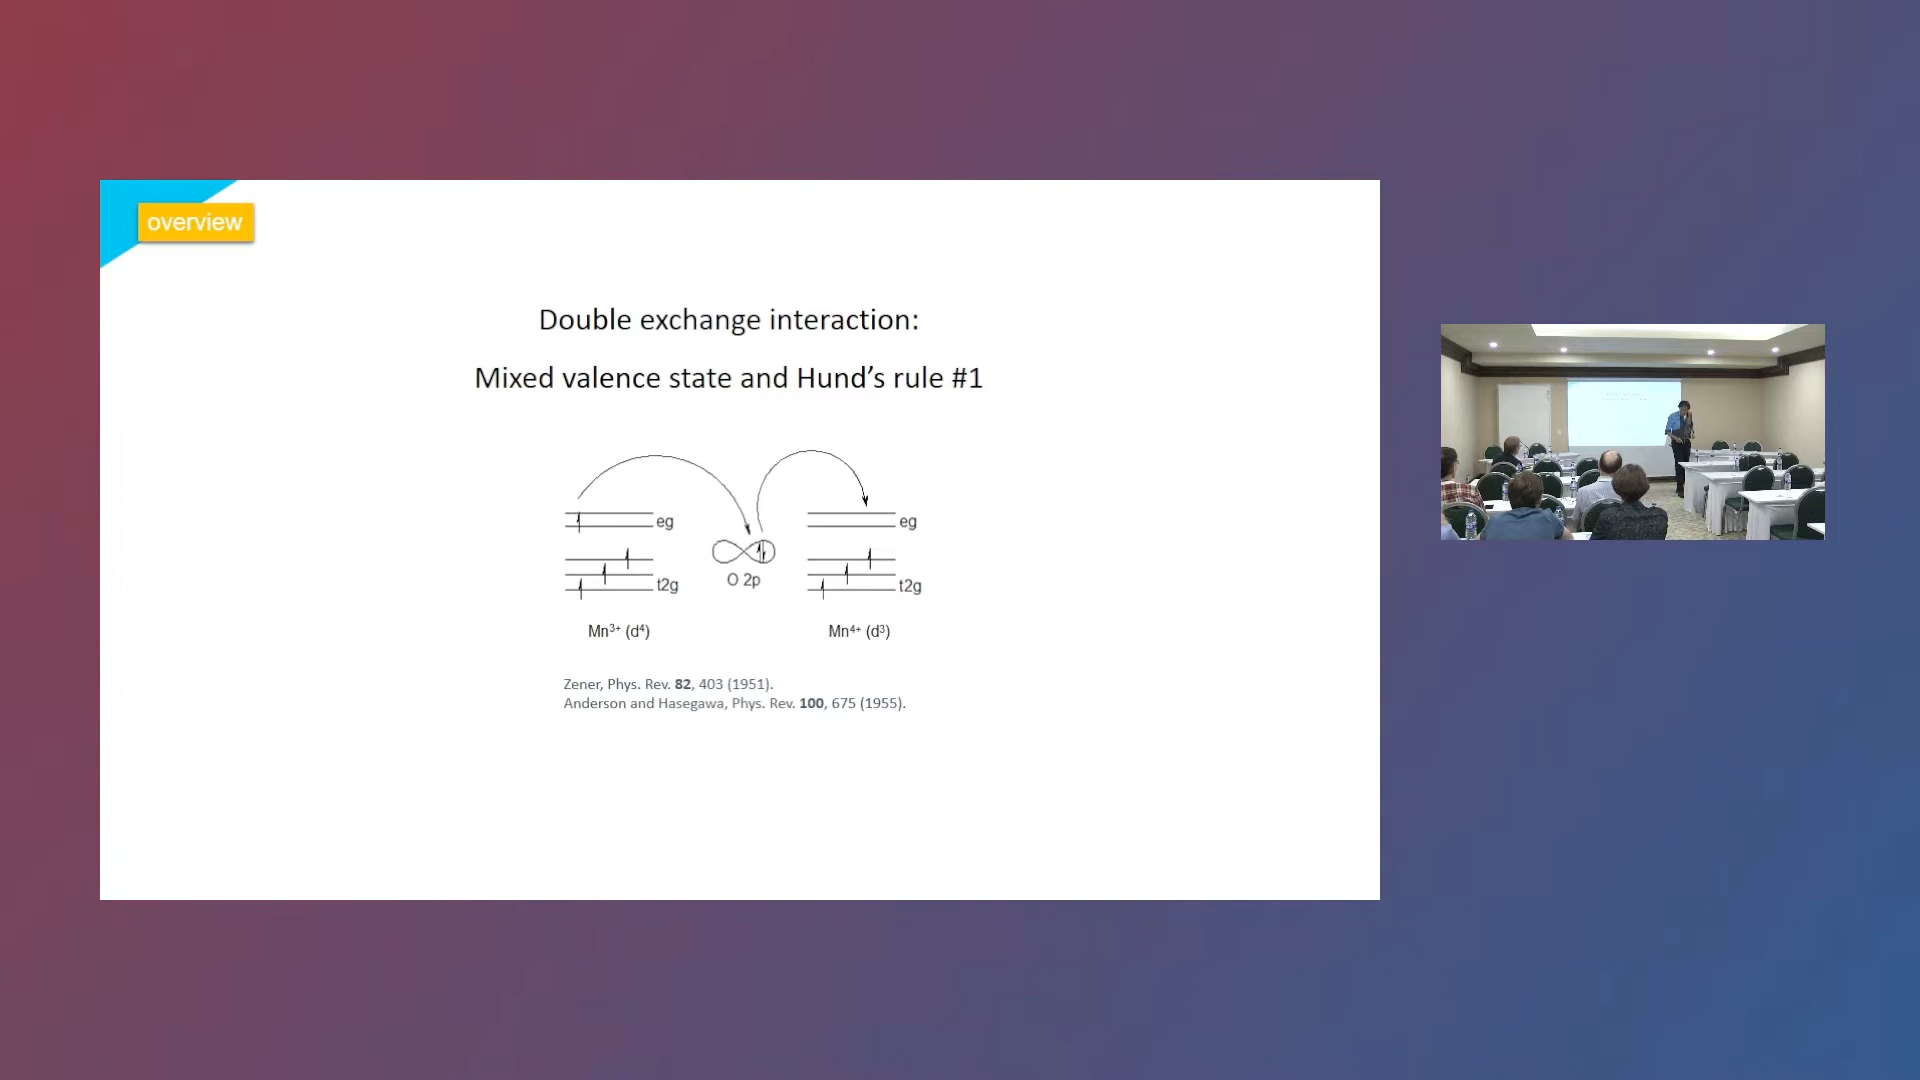 overview
Double exchange interaction:
Mixed valence state and Hund’s rule #1
eg
eg
O 2p
t2g
t2g
Mn³⁺ (d⁴)
Mn⁴⁺ (d³)
Zener, Phys. Rev. 82, 403 (1951).
Anderson and Hasegawa, Phys. Rev. 100, 675 (1955).